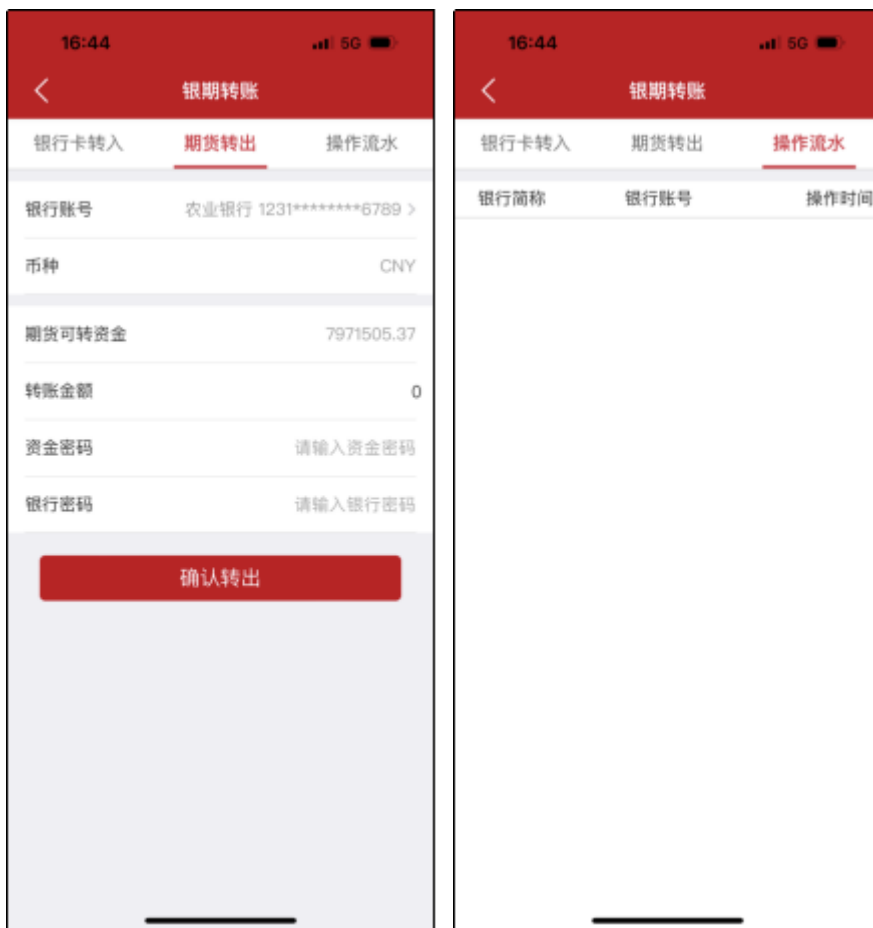 16:44 5G
银期转账
银行卡转入 期货转出 操作流水
银行账号 农业银行 1231********6789 >
币种 CNY
期货可转资金 7971505.37
转账金额 0
资金密码 请输入资金密码
银行密码 请输入银行密码
确认转出
16:44 5G
银期转账
银行卡转入 期货转出 操作流水
银行简称 银行账号 操作时间